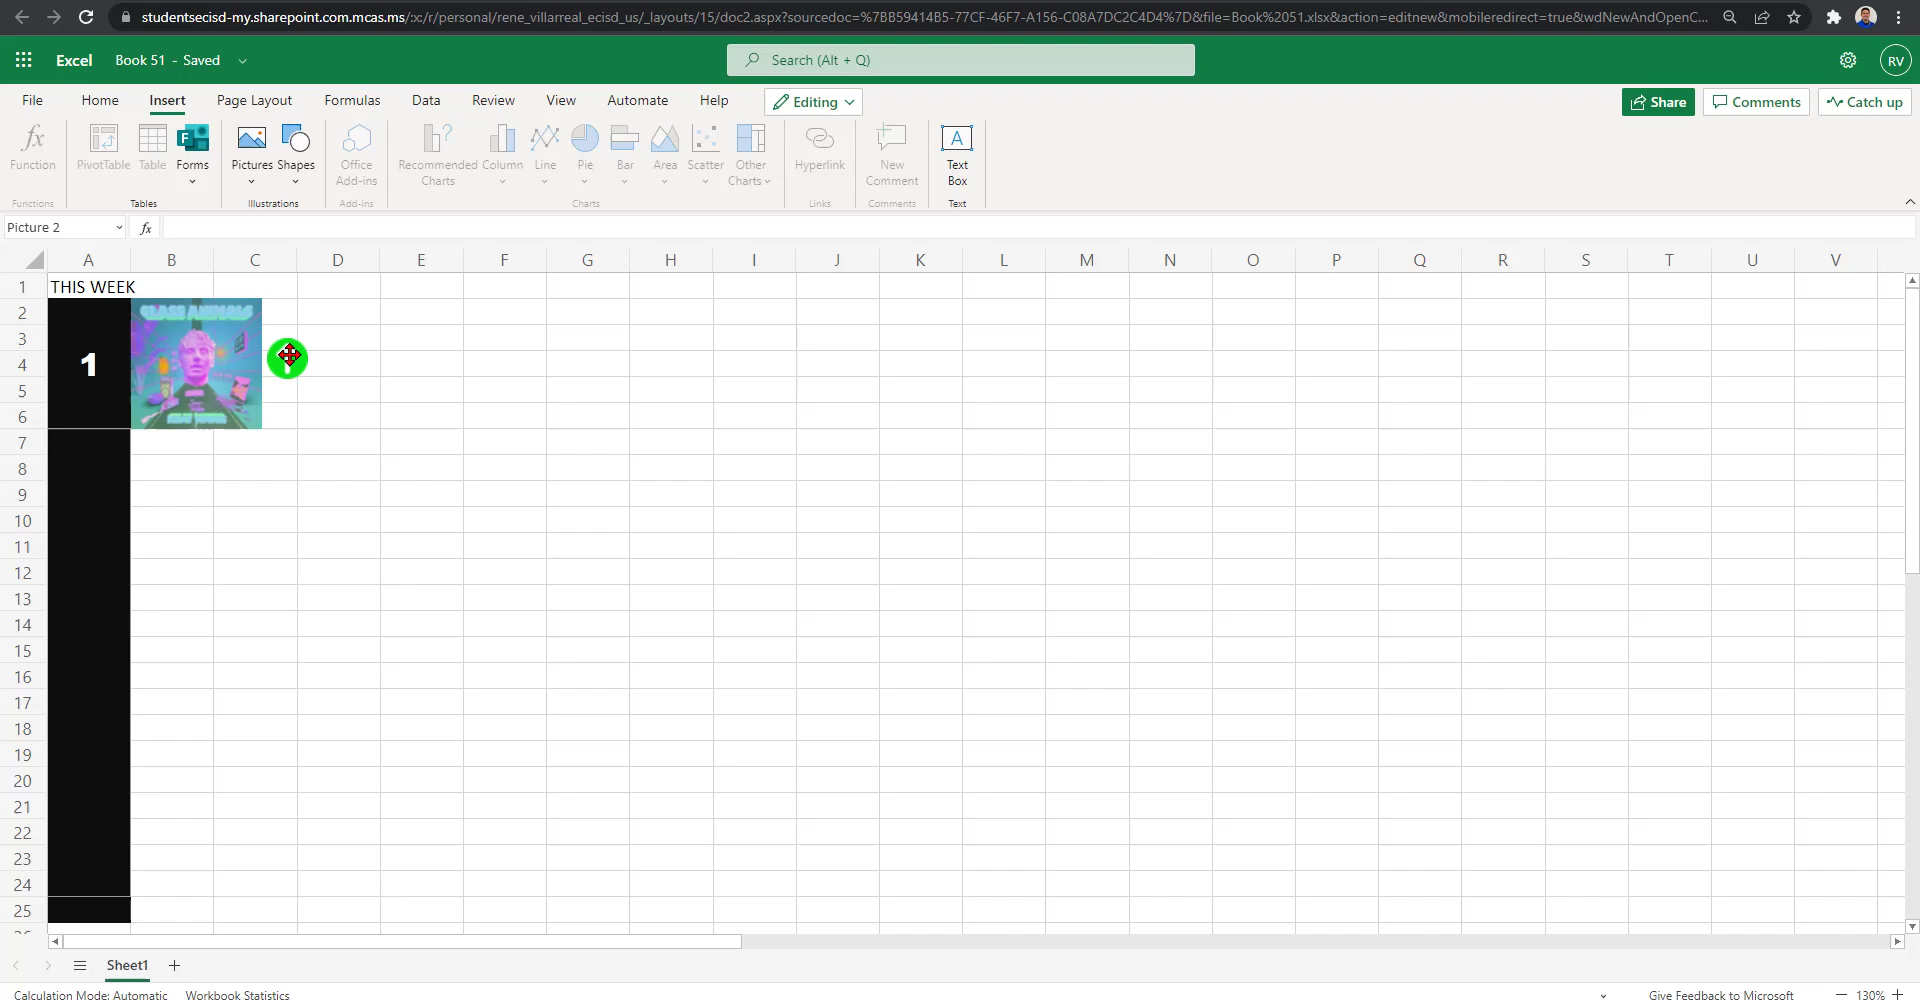 studentsecisd-my.sharepoint.com.mcas.ms/:x:/r/personal/rene_villarreal_ecisd_us/_layouts/15/doc2.aspx?sourcedoc=%7BB59414B5-77CF-46F7-A156-C08A7DC2C4D4%7D&file=Book%2051.xlsx&action=editnew&mobileredirect=true&wdNewAndOpenC...
Excel Book 51 - Saved Search (Alt + Q) RV
File Home Insert Page Layout Formulas Data Review View Automate Help Editing Share Comments Catch up
fx Function
PivotTable Table Forms
Pictures Shapes
Office Add-ins
Recommended Charts Column Line Pie Bar Area Scatter Other Charts
Hyperlink
New Comment
A Text Box
Functions Tables Illustrations Add-ins Charts Links Comments Text
Picture 2 fx
A B C D E F G H I J K L M N O P Q R S T U V
1 THIS WEEK
2 GLASS ANIMALS
3
4 1
5
6
7
8
9
10
11
12
13
14
15
16
17
18
19
20
21
22
23
24
25
Sheet1
Calculation Mode: Automatic Workbook Statistics Give Feedback to Microsoft 130%